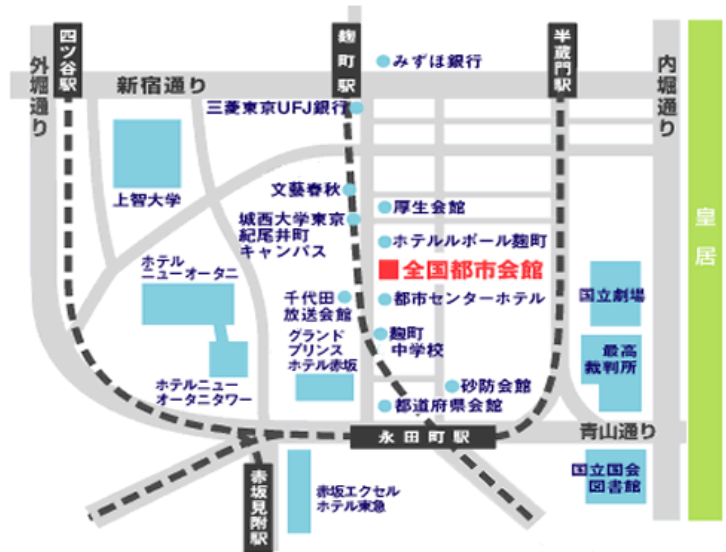 四ツ谷駅
麹町駅
半蔵門駅
外堀通り
新宿通り
内堀通り
みずほ銀行
三菱東京UFJ銀行
上智大学
文藝春秋
厚生会館
城西大学東京
紀尾井町
キャンパス
ホテルルポール麹町
皇居
ホテル
ニューオータニ
全国都市会館
千代田
放送会館
都市センターホテル
国立劇場
グランド
プリンス
ホテル赤坂
麹町
中学校
最高
裁判所
ホテルニュー
オータニタワー
砂防会館
都道府県会館
永田町駅
青山通り
赤坂見附駅
赤坂エクセル
ホテル東急
国立国会
図書館